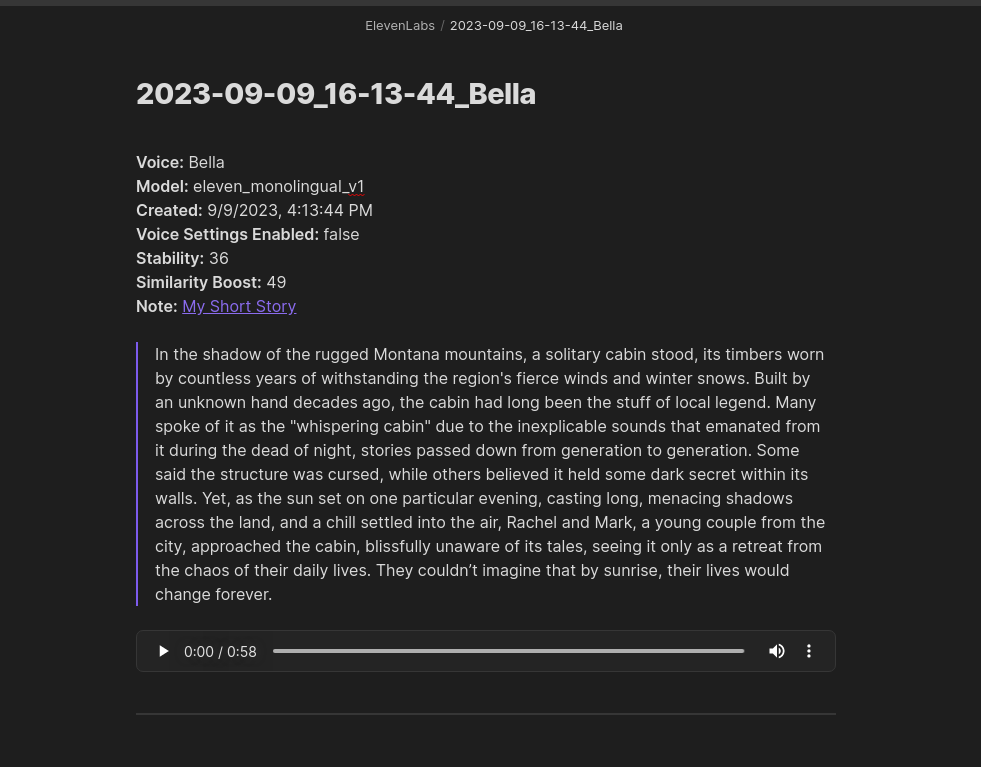 ElevenLabs / 2023-09-09_16-13-44_Bella
2023-09-09_16-13-44_Bella
Voice: Bella
Model: eleven_monolingual_v1
Created: 9/9/2023, 4:13:44 PM
Voice Settings Enabled: false
Stability: 36
Similarity Boost: 49
Note: My Short Story
In the shadow of the rugged Montana mountains, a solitary cabin stood, its timbers worn
by countless years of withstanding the region's fierce winds and winter snows. Built by
an unknown hand decades ago, the cabin had long been the stuff of local legend. Many
spoke of it as the "whispering cabin" due to the inexplicable sounds that emanated from
it during the dead of night, stories passed down from generation to generation. Some
said the structure was cursed, while others believed it held some dark secret within its
walls. Yet, as the sun set on one particular evening, casting long, menacing shadows
across the land, and a chill settled into the air, Rachel and Mark, a young couple from the
city, approached the cabin, blissfully unaware of its tales, seeing it only as a retreat from
the chaos of their daily lives. They couldn’t imagine that by sunrise, their lives would
change forever.
0:00 / 0:58